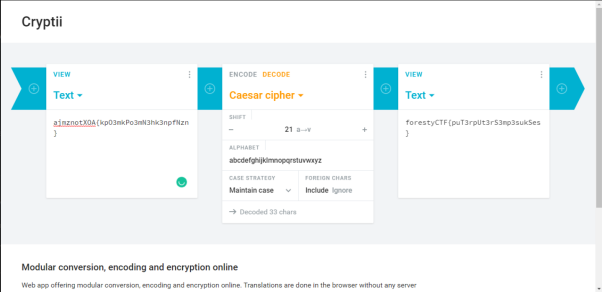 Cryptii
VIEW
Text
ajmznotXOA{kpO3mkPo3mN3hk3npfNzn
}
ENCODE DECODE
Caesar cipher
SHIFT
− 21 a→v +
ALPHABET
abcdefghijklmnopqrstuvwxyz
CASE STRATEGY FOREIGN CHARS
Maintain case Include Ignore
→ Decoded 33 chars
VIEW
Text
forestyCTF{puT3rpUt3rS3mp3sukSes
}
Modular conversion, encoding and encryption online
Web app offering modular conversion, encoding and encryption online. Translations are done in the browser without any server